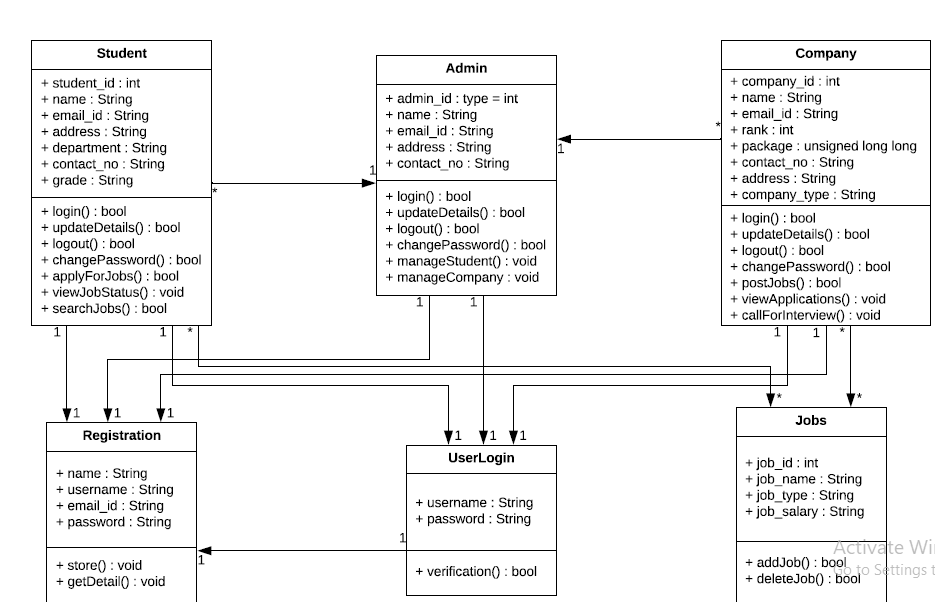 Student
+ student_id : int
+ name : String
+ email_id : String
+ address : String
+ department : String
+ contact_no : String
+ grade : String
+ login() : bool
+ updateDetails() : bool
+ logout() : bool
+ changePassword() : bool
+ applyForJobs() : bool
+ viewJobStatus() : void
+ searchJobs() : bool
Admin
+ admin_id : type = int
+ name : String
+ email_id : String
+ address : String
+ contact_no : String
+ login() : bool
+ updateDetails() : bool
+ logout() : bool
+ changePassword() : bool
+ manageStudent() : void
+ manageCompany : void
Company
+ company_id : int
+ name : String
+ email_id : String
+ rank : int
+ package : unsigned long long
+ contact_no : String
+ address : String
+ company_type : String
+ login() : bool
+ updateDetails() : bool
+ logout() : bool
+ changePassword() : bool
+ postJobs() : bool
+ viewApplications() : void
+ callForInterview() : void
* 1
1 *
1 1 *
1 1
1 1 *
1 1 1
1 1 1
* *
Registration
+ name : String
+ username : String
+ email_id : String
+ password : String
+ store() : void
+ getDetail() : void
1 1
UserLogin
+ username : String
+ password : String
+ verification() : bool
Jobs
+ job_id : int
+ job_name : String
+ job_type : String
+ job_salary : String
+ addJob() : bool
+ deleteJob() : bool
Activate Wi
Go to Settings t